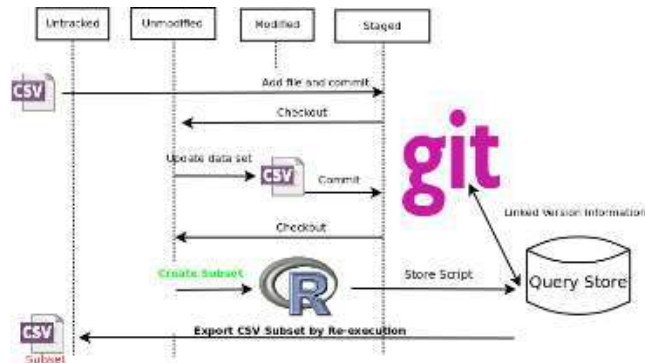 Untracked
Unmodified
Modified
Staged
CSV
Add file and commit
Checkout
git
Update data set
CSV
Commit
Linked Version Information
Checkout
Create Subset
R
Store Script
Query Store
Export CSV Subset by Re-execution
CSV
Subset